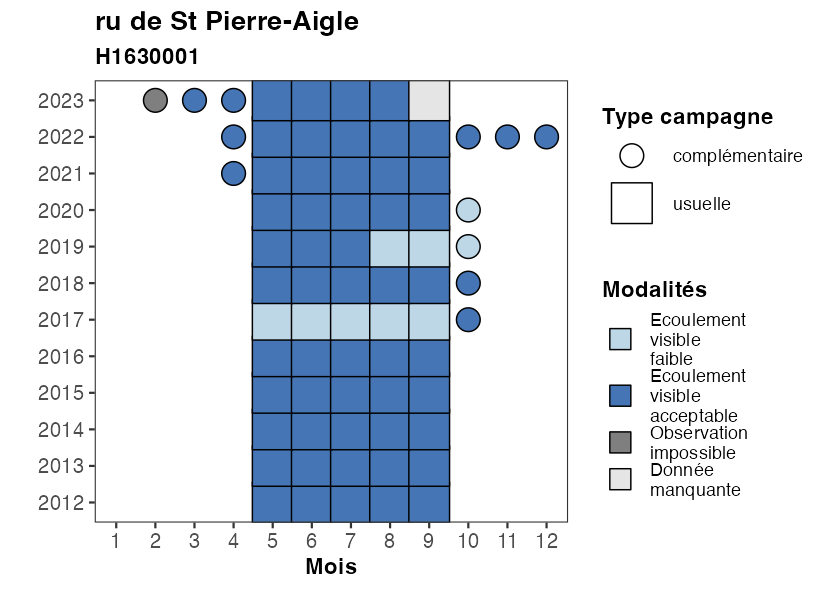 ru de St Pierre-Aigle
H1630001
2023
2022
2021
2020
2019
2018
2017
2016
2015
2014
2013
2012
1 2 3 4 5 6 7 8 9 10 11 12
Mois
Type campagne
complémentaire
usuelle
Modalités
Ecoulement
visible
faible
Ecoulement
visible
acceptable
Observation
impossible
Donnée
manquante